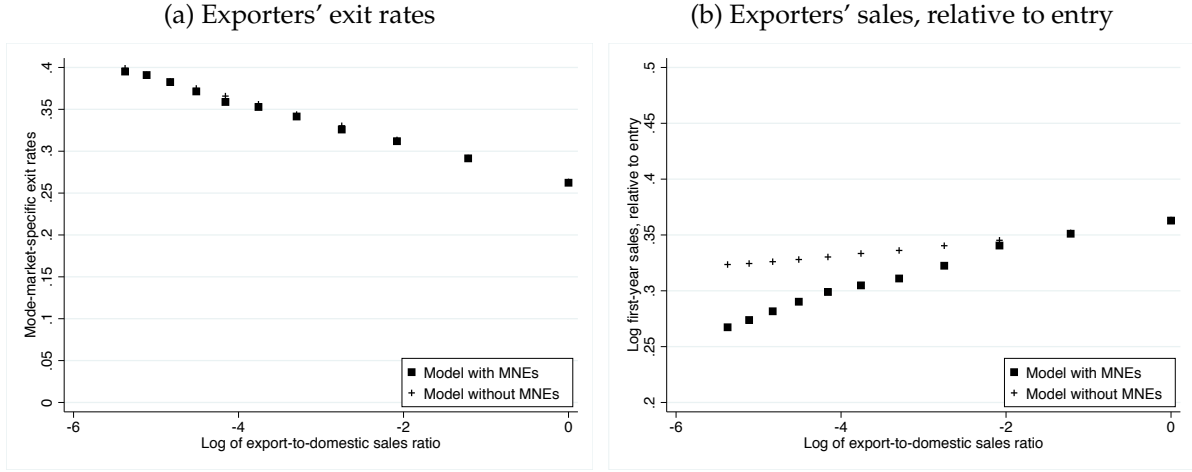 (a) Exporters’ exit rates
Mode-market-specific exit rates
.4
.35
.3
.25
.2
.15
.1
.05
0
-6
-4
-2
0
Log of export-to-domestic sales ratio
Model with MNEs
Model without MNEs
(b) Exporters’ sales, relative to entry
Log first-year sales, relative to entry
.5
.45
.4
.35
.3
.25
.2
-6
-4
-2
0
Log of export-to-domestic sales ratio
Model with MNEs
Model without MNEs